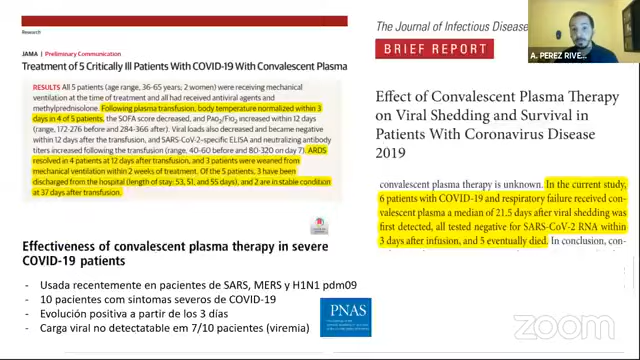 Research
JAMA | Preliminary Communication
Treatment of 5 Critically Ill Patients With COVID-19 With Convalescent Plasma
RESULTS All 5 patients (age range, 36-65 years; 2 women) were receiving mechanical
ventilation at the time of treatment and all had received antiviral agents and
methylprednisolone. Following plasma transfusion, body temperature normalized within 3
days in 4 of 5 patients, the SOFA score decreased, and PAO₂/FIO₂ increased within 12 days
(range, 172-276 before and 284-366 after). Viral loads also decreased and became negative
within 12 days after the transfusion, and SARS-CoV-2–specific ELISA and neutralizing antibody
titers increased following the transfusion (range, 40-60 before and 80-320 on day 7). ARDS
resolved in 4 patients at 12 days after transfusion, and 3 patients were weaned from
mechanical ventilation within 2 weeks of treatment. Of the 5 patients, 3 have been
discharged from the hospital (length of stay: 53, 51, and 55 days), and 2 are in stable condition
at 37 days after transfusion.
Effectiveness of convalescent plasma therapy in severe
COVID-19 patients
- Usada recentemente en pacientes de SARS, MERS y H1N1 pdm09
- 10 pacientes com sintomas severos de COVID-19
- Evolución positiva a partir de los 3 días
- Carga viral no detectatable em 7/10 pacientes (viremia)
PNAS
The Journal of Infectious Disease
BRIEF REPORT
Effect of Convalescent Plasma Therapy
on Viral Shedding and Survival in
Patients With Coronavirus Disease
2019
convalescent plasma therapy is unknown. In the current study,
6 patients with COVID-19 and respiratory failure received con-
valescent plasma a median of 21.5 days after viral shedding was
first detected, all tested negative for SARS-CoV-2 RNA within
3 days after infusion, and 5 eventually died. In conclusion, con-
A. PEREZ RIVE...
zoom